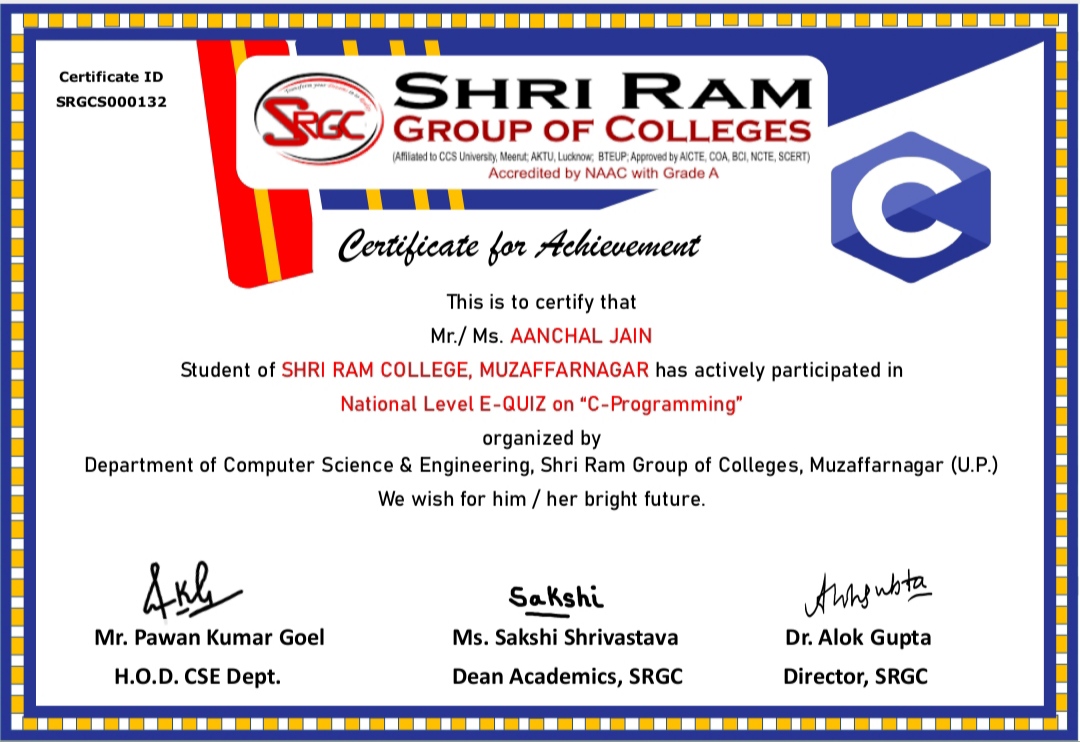 Certificate ID
SRGCS000132
SRGC
SHRI RAM
GROUP OF COLLEGES
(Affiliated to CCS University, Meerut; AKTU, Lucknow; BTEUP; Approved by AICTE, COA, BCI, NCTE, SCERT)
Accredited by NAAC with Grade A
C
Certificate for Achievement
This is to certify that
Mr./ Ms. AANCHAL JAIN
Student of SHRI RAM COLLEGE, MUZAFFARNAGAR has actively participated in
National Level E-QUIZ on “C-Programming”
organized by
Department of Computer Science & Engineering, Shri Ram Group of Colleges, Muzaffarnagar (U.P.)
We wish for him / her bright future.
Sakshi
Mr. Pawan Kumar Goel
Ms. Sakshi Shrivastava
Dr. Alok Gupta
H.O.D. CSE Dept.
Dean Academics, SRGC
Director, SRGC